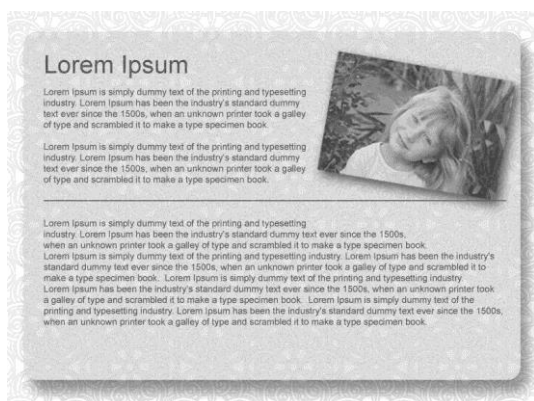 Lorem Ipsum
Lorem Ipsum is simply dummy text of the printing and typesetting
industry. Lorem Ipsum has been the industry's standard dummy
text ever since the 1500s, when an unknown printer took a galley
of type and scrambled it to make a type specimen book.
Lorem Ipsum is simply dummy text of the printing and typesetting
industry. Lorem Ipsum has been the industry's standard dummy
text ever since the 1500s, when an unknown printer took a galley
of type and scrambled it to make a type specimen book.
Lorem Ipsum is simply dummy text of the printing and typesetting
industry. Lorem Ipsum has been the industry's standard dummy text ever since the 1500s,
when an unknown printer took a galley of type and scrambled it to make a type specimen book.
Lorem Ipsum is simply dummy text of the printing and typesetting industry. Lorem Ipsum has been the industry's
standard dummy text ever since the 1500s, when an unknown printer took a galley of type and scrambled it to
make a type specimen book. Lorem Ipsum is simply dummy text of the printing and typesetting industry.
Lorem Ipsum has been the industry's standard dummy text ever since the 1500s, when an unknown printer took
a galley of type and scrambled it to make a type specimen book. Lorem Ipsum is simply dummy text of the
printing and typesetting industry. Lorem Ipsum has been the industry's standard dummy text ever since the 1500s,
when an unknown printer took a galley of type and scrambled it to make a type specimen book.